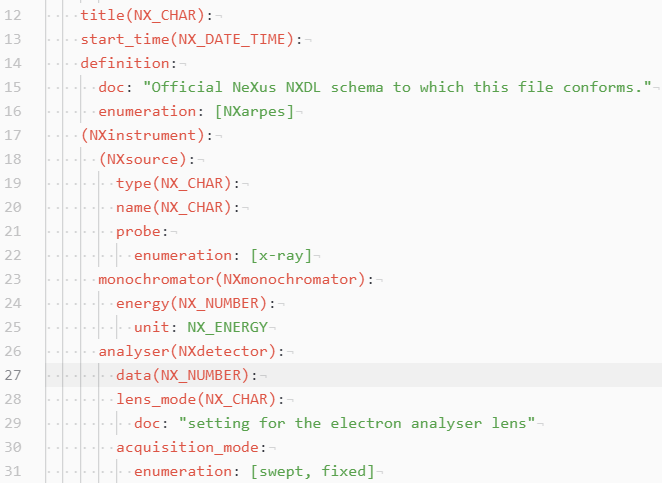 12 title(NX_CHAR):
13 start_time(NX_DATE_TIME):
14 definition:
15 doc: "Official NeXus NXDL schema to which this file conforms."
16 enumeration: [NXarpes]
17 (NXinstrument):
18 (NXsource):
19 type(NX_CHAR):
20 name(NX_CHAR):
21 probe:
22 enumeration: [x-ray]
23 monochromator(NXmonochromator):
24 energy(NX_NUMBER):
25 unit: NX_ENERGY
26 analyser(NXdetector):
27 data(NX_NUMBER):
28 lens_mode(NX_CHAR):
29 doc: "setting for the electron analyser lens"
30 acquisition_mode:
31 enumeration: [swept, fixed]